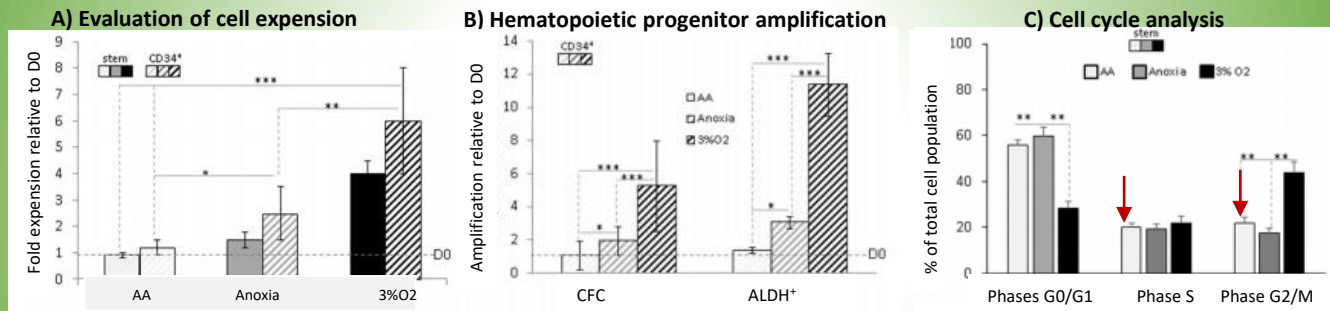 A) Evaluation of cell expension
Fold expension relative to D0
9
8
7
6
5
4
3
2
1
0
stem CD34⁺
***
**
*
D0
AA Anoxia 3%O2
B) Hematopoietic progenitor amplification
Amplification relative to D0
14
12
10
8
6
4
2
0
CD34⁺
AA
Anoxia
3%O2
***
***
*
***
***
*
D0
CFC ALDH⁺
C) Cell cycle analysis
% of total cell population
100
80
60
40
20
0
stem
AA Anoxia 3% O2
** **
** **
Phases G0/G1 Phase S Phase G2/M